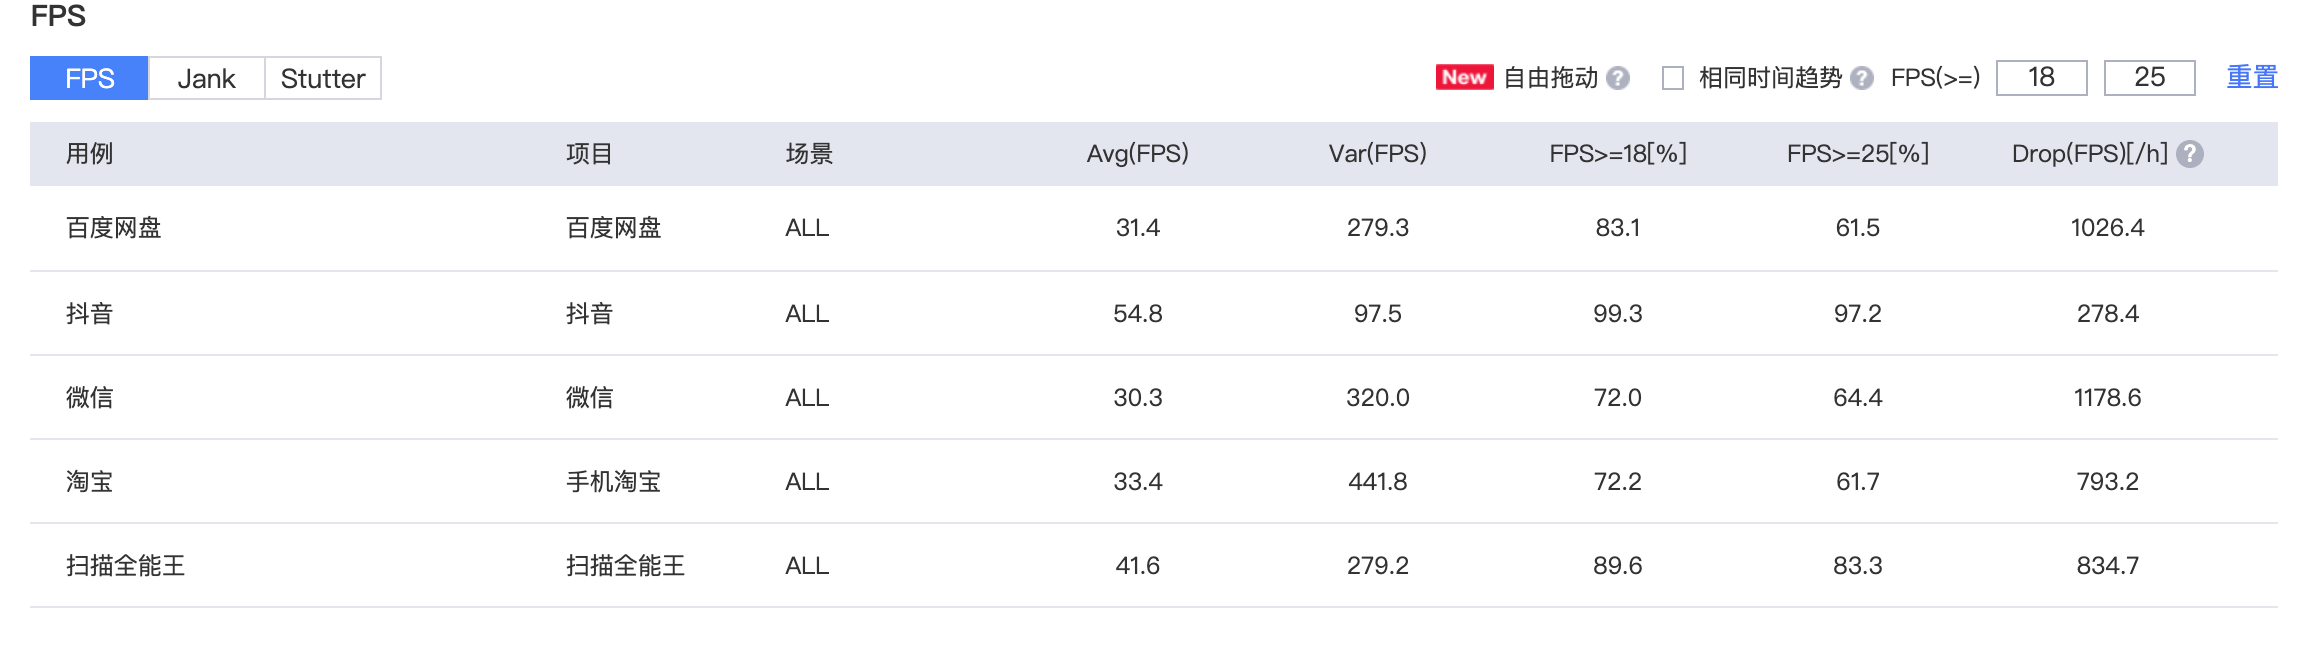 FPS
FPS Jank Stutter New 自由拖动 ? 相同时间趋势 ? FPS(>=) 18 25 重置
用例 项目 场景 Avg(FPS) Var(FPS) FPS>=18[%] FPS>=25[%] Drop(FPS)[/h] ?
百度网盘 百度网盘 ALL 31.4 279.3 83.1 61.5 1026.4
抖音 抖音 ALL 54.8 97.5 99.3 97.2 278.4
微信 微信 ALL 30.3 320.0 72.0 64.4 1178.6
淘宝 手机淘宝 ALL 33.4 441.8 72.2 61.7 793.2
扫描全能王 扫描全能王 ALL 41.6 279.2 89.6 83.3 834.7